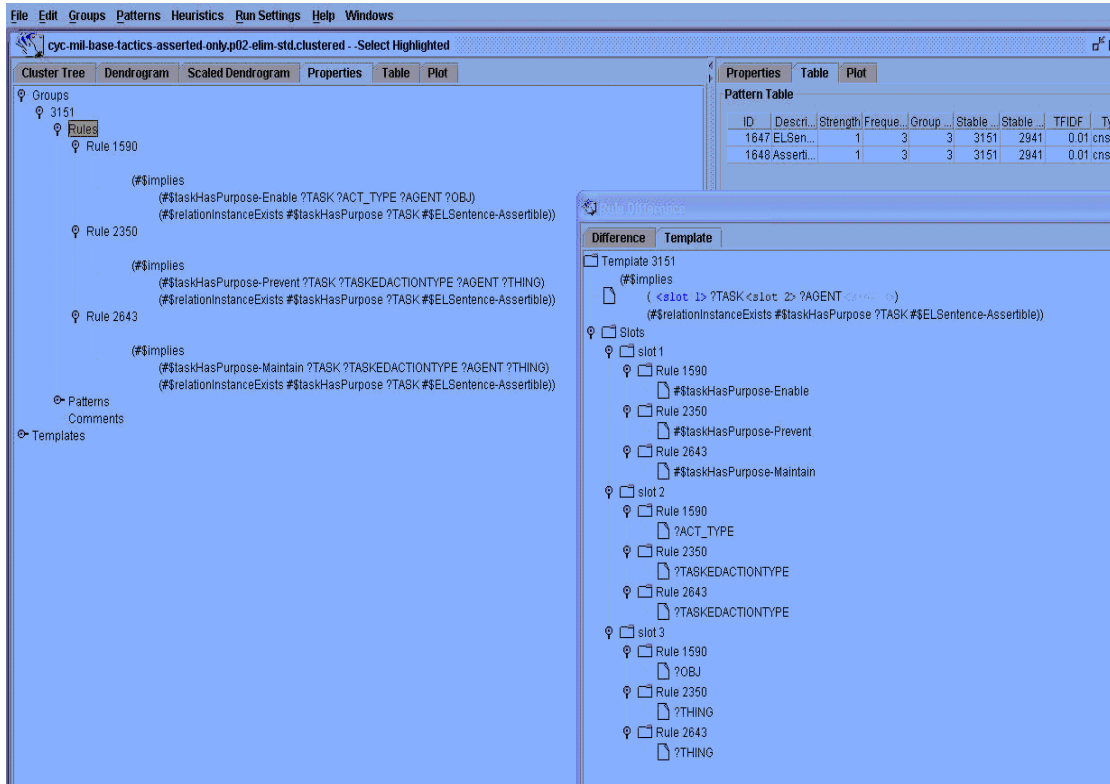 File Edit Groups Patterns Heuristics Run Settings Help Windows
cyc-mil-base-tactics-asserted-only.p02-elim-std.clustered - -Select Highlighted
Cluster Tree Dendrogram Scaled Dendrogram Properties Table Plot
Groups
3151
Rules
Rule 1590
(#$implies
(#$taskHasPurpose-Enable ?TASK ?ACT_TYPE ?AGENT ?OBJ)
(#$relationInstanceExists #$taskHasPurpose ?TASK #$ELSentence-Assertible))
Rule 2350
(#$implies
(#$taskHasPurpose-Prevent ?TASK ?TASKEDACTIONTYPE ?AGENT ?THING)
(#$relationInstanceExists #$taskHasPurpose ?TASK #$ELSentence-Assertible))
Rule 2643
(#$implies
(#$taskHasPurpose-Maintain ?TASK ?TASKEDACTIONTYPE ?AGENT ?THING)
(#$relationInstanceExists #$taskHasPurpose ?TASK #$ELSentence-Assertible))
Patterns
Comments
Templates
Properties Table Plot
Pattern Table
ID Descri... Strength Freque... Group ... Stable ... Stable ... TFIDF Ty
1647 ELSen... 1 3 3 3151 2941 0.01 cns
1648 Asserti... 1 3 3 3151 2941 0.01 cns
Rule Difference
Difference Template
Template 3151
(#$implies
( <slot 1> ?TASK <slot 2> ?AGENT )
(#$relationInstanceExists #$taskHasPurpose ?TASK #$ELSentence-Assertible))
Slots
slot 1
Rule 1590
#$taskHasPurpose-Enable
Rule 2350
#$taskHasPurpose-Prevent
Rule 2643
#$taskHasPurpose-Maintain
slot 2
Rule 1590
?ACT_TYPE
Rule 2350
?TASKEDACTIONTYPE
Rule 2643
?TASKEDACTIONTYPE
slot 3
Rule 1590
?OBJ
Rule 2350
?THING
Rule 2643
?THING